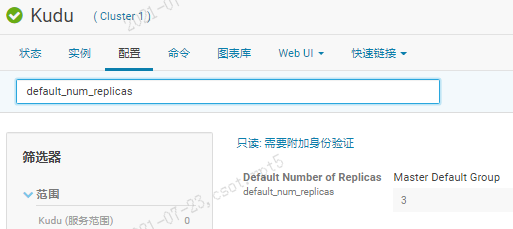 Kudu ( Cluster 1 )
状态 实例 配置 命令 图表库 Web UI 快速链接
default_num_replicas
筛选器
只读: 需要附加身份验证
Default Number of Replicas Master Default Group
default_num_replicas
3
范围
Kudu (服务范围) 0